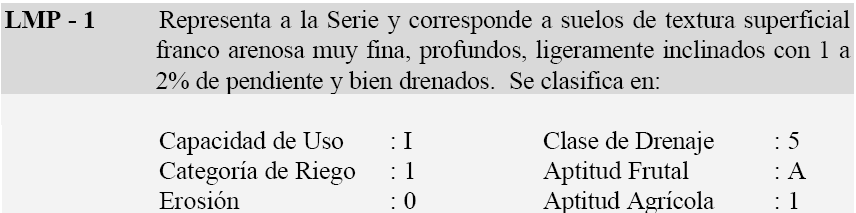 LMP - 1 Representa a la Serie y corresponde a suelos de textura superficial
franco arenosa muy fina, profundos, ligeramente inclinados con 1 a
2% de pendiente y bien drenados. Se clasifica en:
Capacidad de Uso : I Clase de Drenaje : 5
Categoría de Riego : 1 Aptitud Frutal : A
Erosión : 0 Aptitud Agrícola : 1